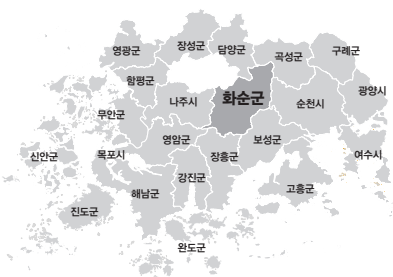 영광군
장성군
담양군
곡성군
구례군
함평군
나주시
화순군
순천시
광양시
무안군
영암군
장흥군
보성군
신안군
목포시
여수시
강진군
해남군
고흥군
진도군
완도군